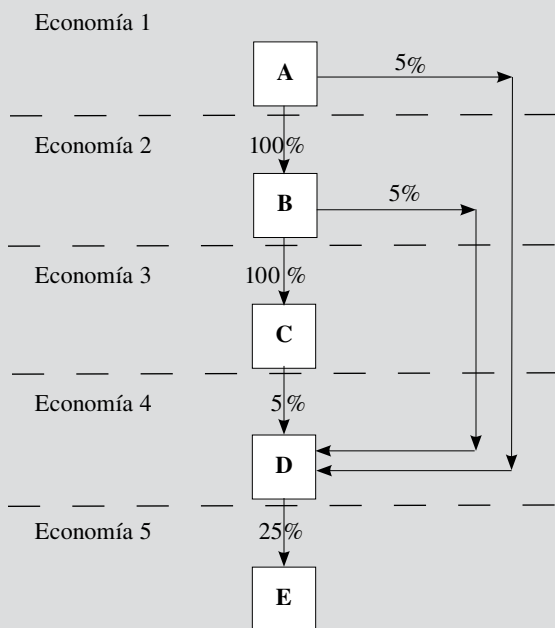 Economía 1
A
5%
Economía 2
100%
B
5%
Economía 3
100%
C
Economía 4
5%
D
Economía 5
25%
E